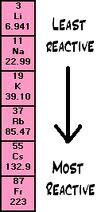 3
Li
6.941
11
Na
22.99
19
K
39.10
37
Rb
85.47
55
Cs
132.9
87
Fr
223
LEAST
REACTIVE
MOST
REACTIVE